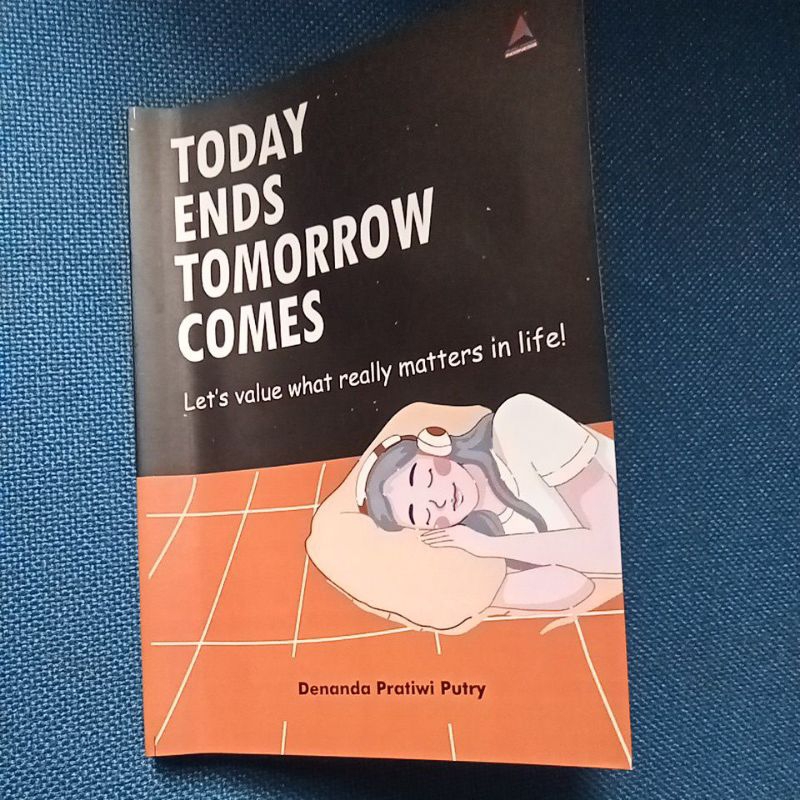 TODAY
ENDS
TOMORROW
COMES
Let's value what really matters in life!
Denanda Pratiwi Putry